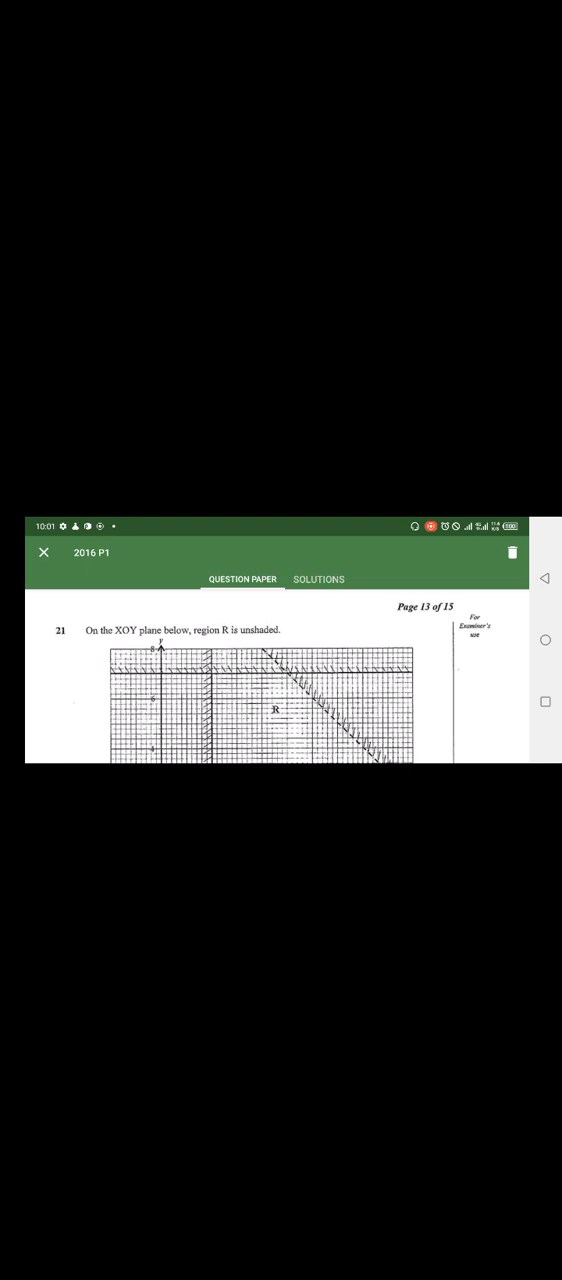 10:01
2016 P1
QUESTION PAPER SOLUTIONS
Page 13 of 15
For
Examiner's
use
21 On the XOY plane below, region R is unshaded.
y
8
6
R
4